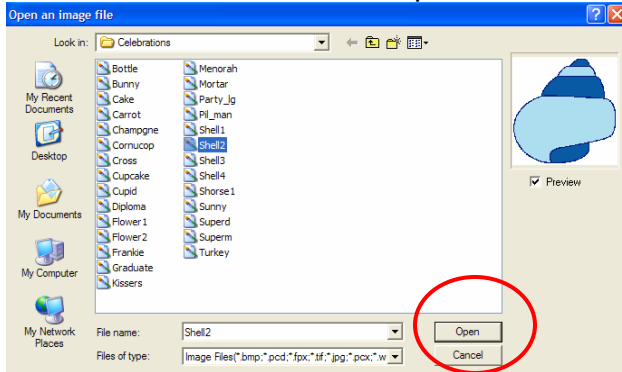 Open an image file
Look in: Celebrations
My Recent Documents
Desktop
My Documents
My Computer
My Network Places
Bottle
Bunny
Cake
Carrot
Champgne
Cornucop
Cross
Cupcake
Cupid
Diploma
Flower1
Flower2
Frankie
Graduate
Kissers
Menorah
Mortar
Party_lg
Pil_man
Shell1
Shell2
Shell3
Shell4
Shorse1
Sunny
Superd
Superm
Turkey
Preview
File name: Shell2
Open
Files of type: Image Files(*.bmp;*.pcd;*.fpx;*.tif;*.jpg;*.pcx;*.w
Cancel